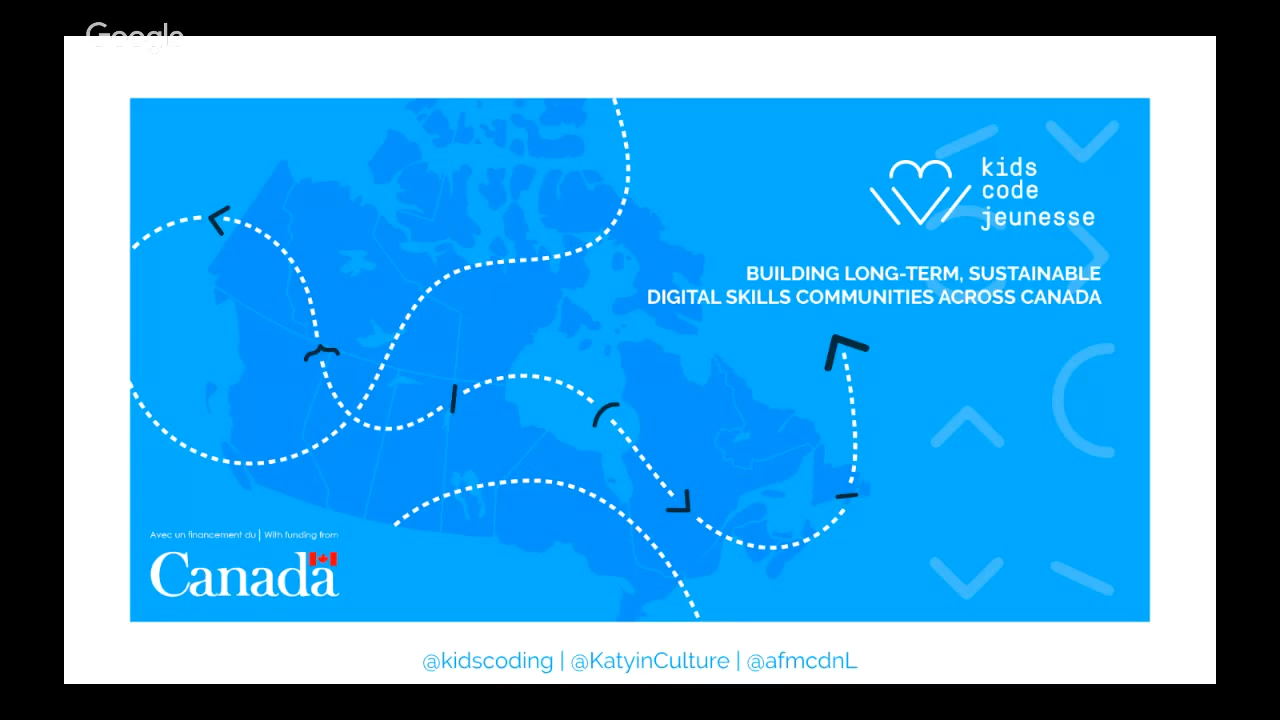 Google
kids
code
jeunesse
BUILDING LONG-TERM, SUSTAINABLE
DIGITAL SKILLS COMMUNITIES ACROSS CANADA
Avec un financement du | With funding from
Canada
@kidscoding | @KatyinCulture | @afmcdnL